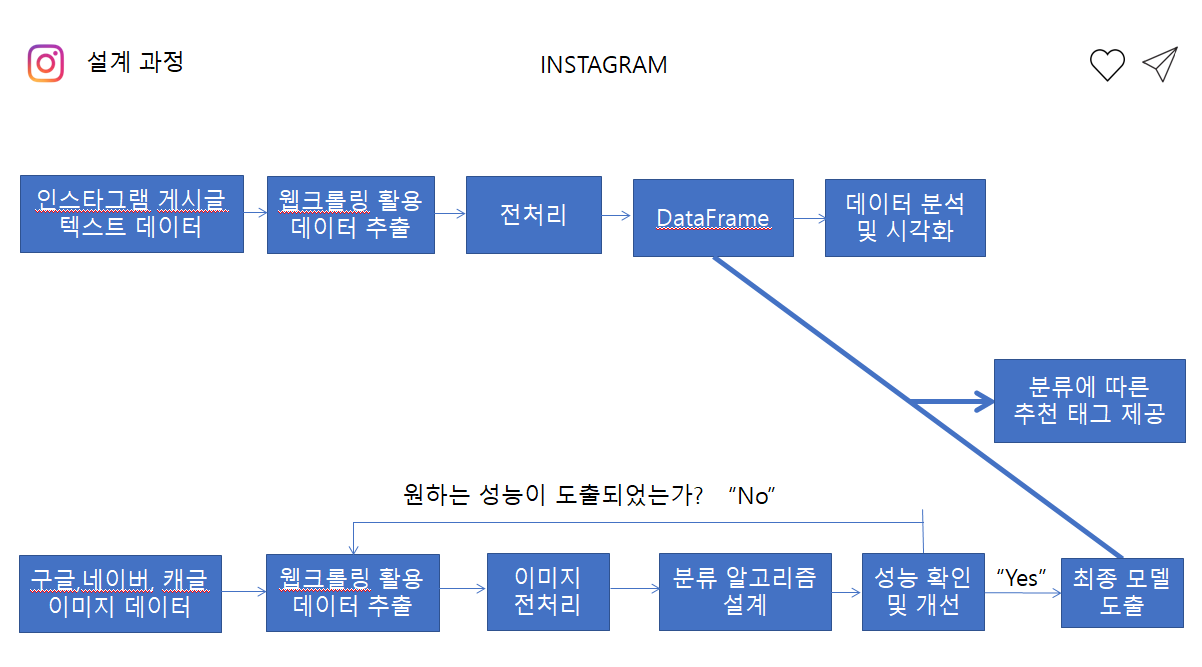 설계 과정
INSTAGRAM
인스타그램 게시글
텍스트 데이터
웹크롤링 활용
데이터 추출
전처리
DataFrame
데이터 분석
및 시각화
분류에 따른
추천 태그 제공
원하는 성능이 도출되었는가? “No”
구글,네이버, 캐글
이미지 데이터
웹크롤링 활용
데이터 추출
이미지
전처리
분류 알고리즘
설계
성능 확인
및 개선
“Yes”
최종 모델
도출